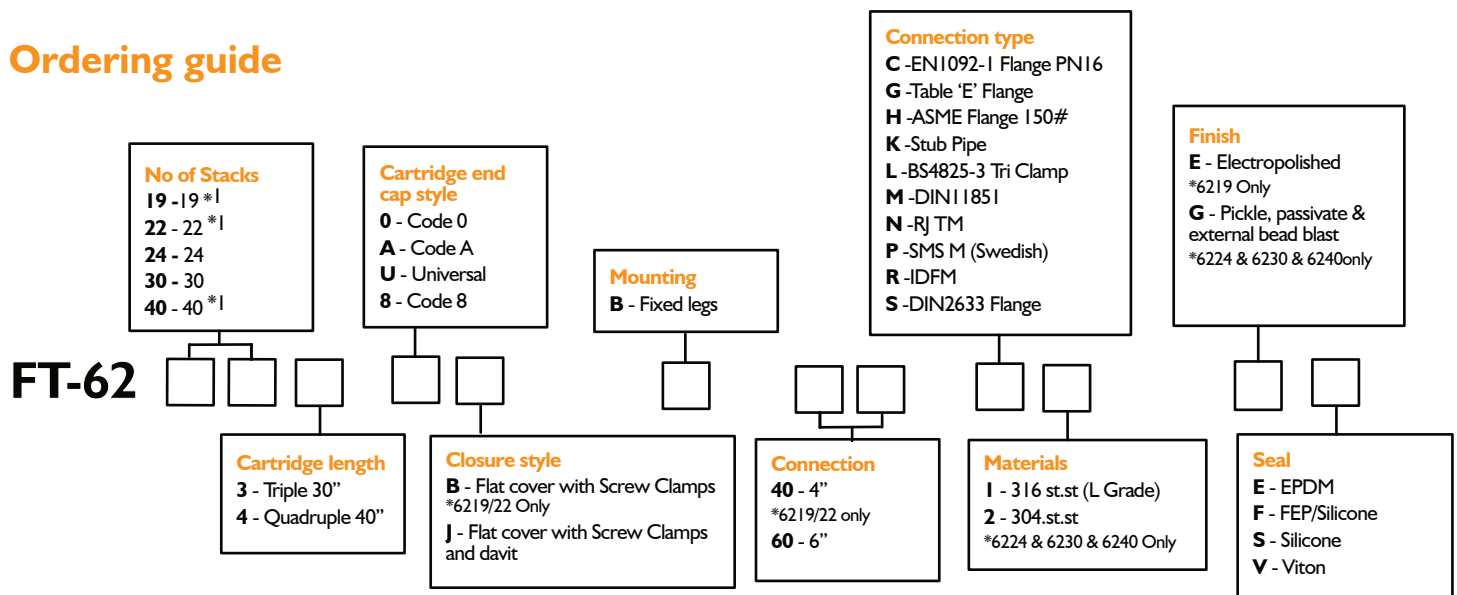 Ordering guide
No of Stacks
19 -19 *1
22 - 22 *1
24 - 24
30 - 30
40 - 40 *1
Cartridge end
cap style
0 - Code 0
A - Code A
U - Universal
8 - Code 8
Mounting
B - Fixed legs
Connection type
C -EN1092-1 Flange PN16
G -Table ‘E’ Flange
H -ASME Flange 150#
K -Stub Pipe
L -BS4825-3 Tri Clamp
M -DIN11851
N -RJ TM
P -SMS M (Swedish)
R -IDFM
S -DIN2633 Flange
Finish
E - Electropolished
*6219 Only
G - Pickle, passivate &
external bead blast
*6224 & 6230 & 6240only
FT-62
Cartridge length
3 - Triple 30”
4 - Quadruple 40”
Closure style
B - Flat cover with Screw Clamps
*6219/22 Only
J - Flat cover with Screw Clamps
and davit
Connection
40 - 4”
*6219/22 only
60 - 6”
Materials
1 - 316 st.st (L Grade)
2 - 304.st.st
*6224 & 6230 & 6240 Only
Seal
E - EPDM
F - FEP/Silicone
S - Silicone
V - Viton